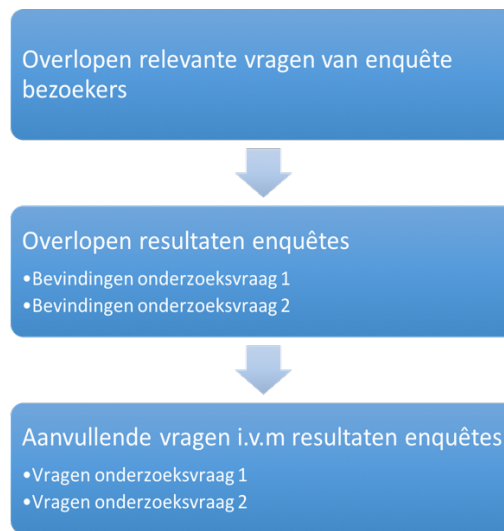 Overlopen relevante vragen van enquête
bezoekers
Overlopen resultaten enquêtes
•Bevindingen onderzoeksvraag 1
•Bevindingen onderzoeksvraag 2
Aanvullende vragen i.v.m resultaten enquêtes
•Vragen onderzoeksvraag 1
•Vragen onderzoeksvraag 2